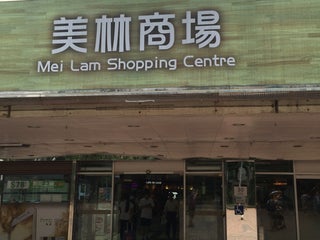 美林商場
Mei Lam Shopping Centre